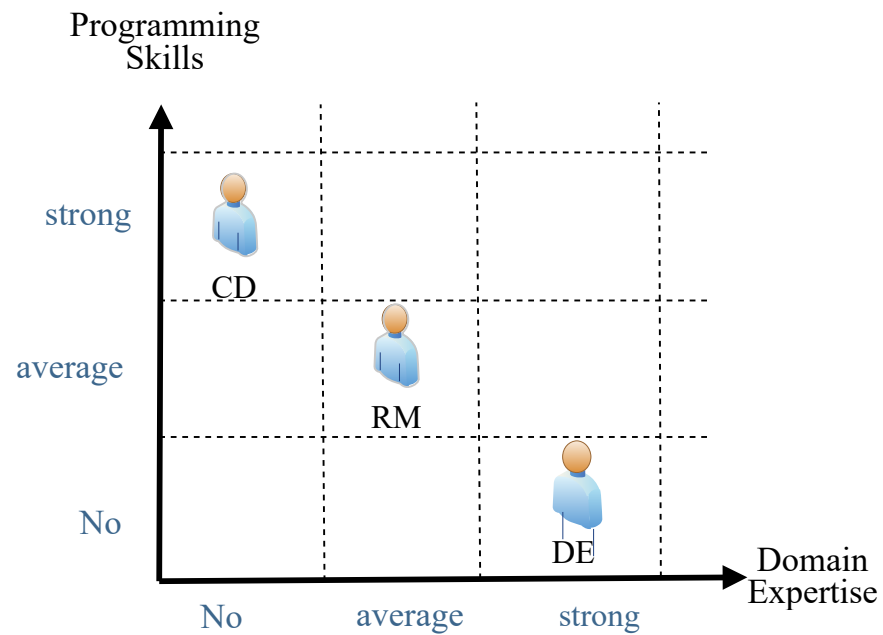 Programming
Skills
strong
CD
average
RM
No
DE
Domain
Expertise
No
average
strong